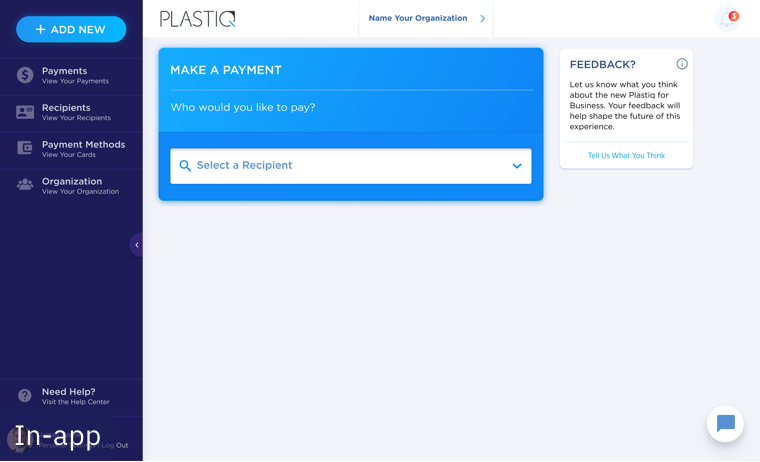 + ADD NEW
PLASTIQ
Name Your Organization
3
Payments
View Your Payments
Recipients
View Your Recipients
Payment Methods
View Your Cards
Organization
View Your Organization
MAKE A PAYMENT
Who would you like to pay?
Select a Recipient
FEEDBACK?
Let us know what you think
about the new Plastiq for
Business. Your feedback will
help shape the future of this
experience.
Tell Us What You Think
Need Help?
Visit the Help Center
In-app
Log Out